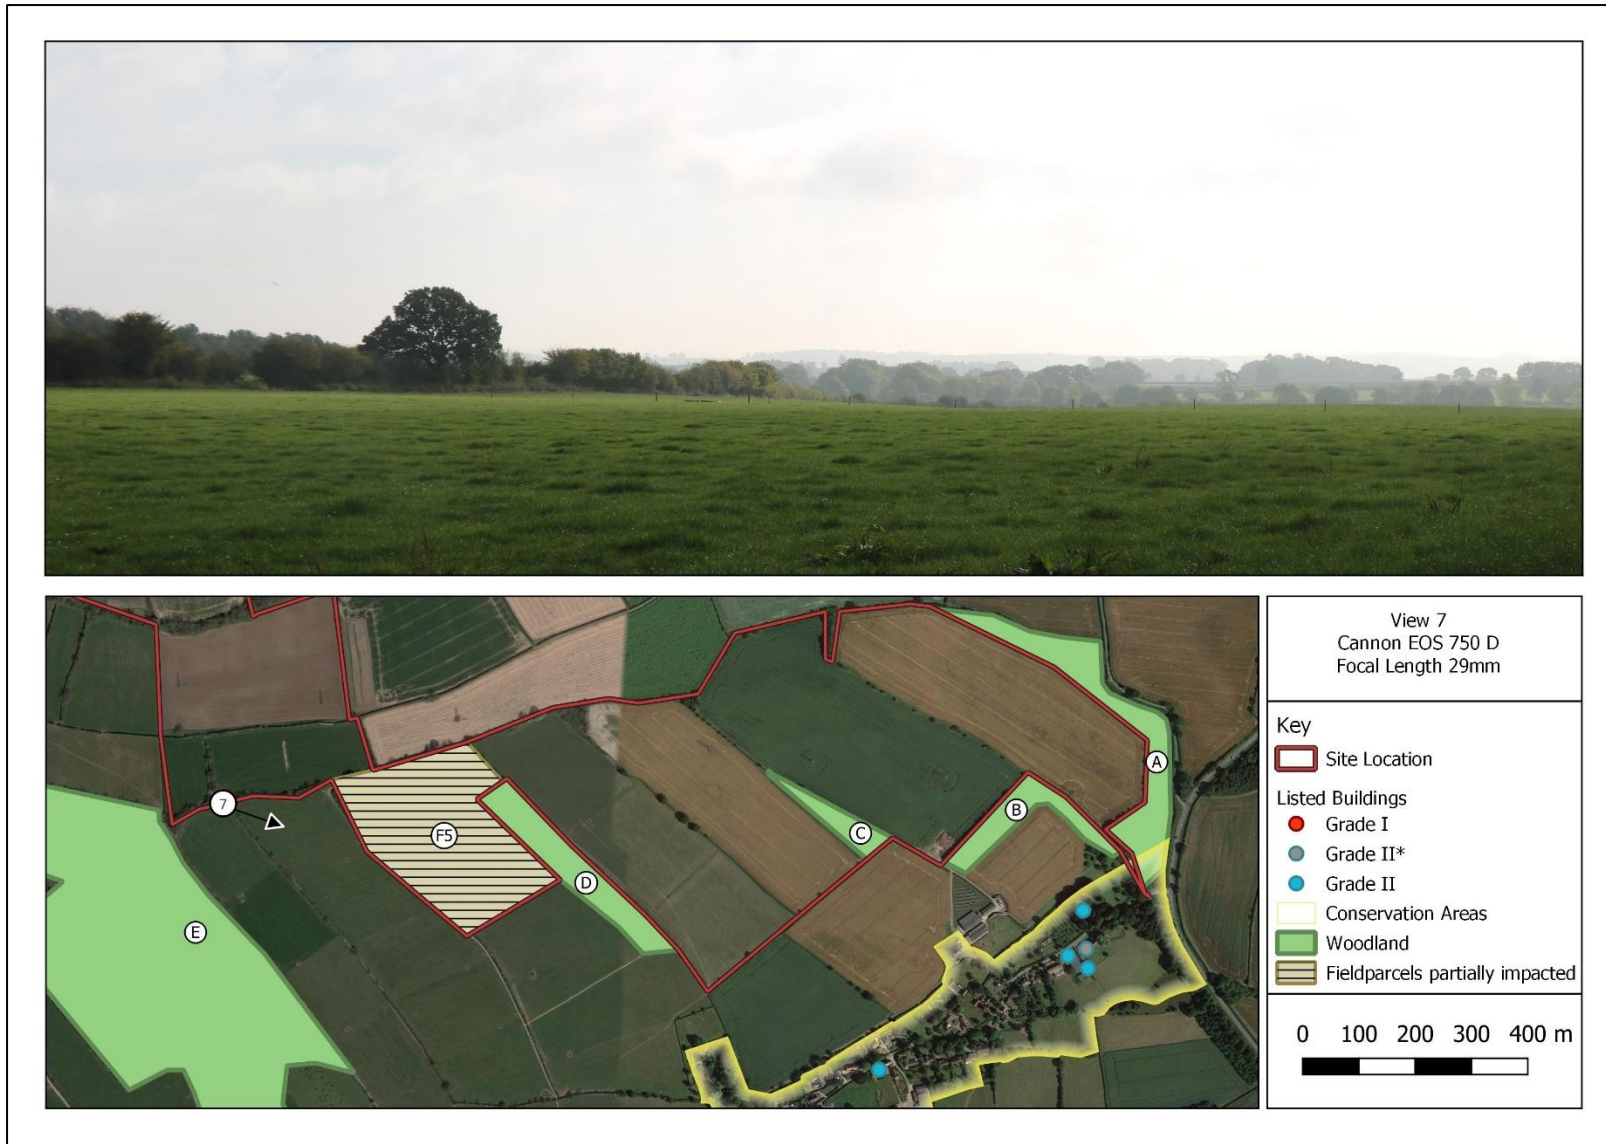 7
F5
A
B
C
D
E
View 7
Cannon EOS 750 D
Focal Length 29mm
Key
Site Location
Listed Buildings
Grade I
Grade II*
Grade II
Conservation Areas
Woodland
Fieldparcels partially impacted
0 100 200 300 400 m